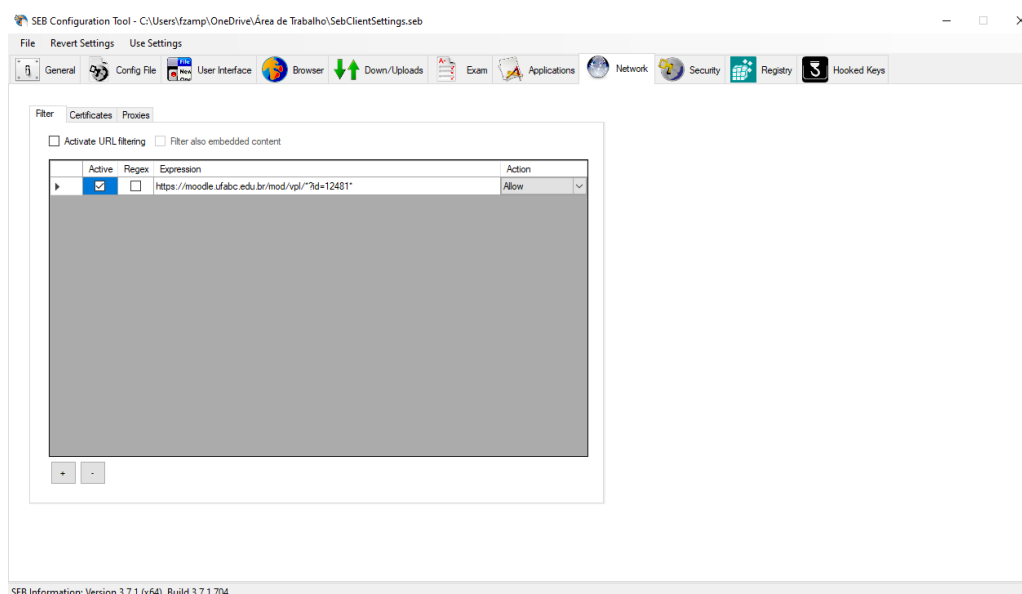 SEB Configuration Tool - C:\Users\fzamp\OneDrive\Área de Trabalho\SebClientSettings.seb
File Revert Settings Use Settings
General Config File User Interface Browser Down/Uploads Exam Applications Network Security Registry Hooked Keys
Filter Certificates Proxies
Activate URL filtering Filter also embedded content
Active Regex Expression Action
https://moodle.ufabc.edu.br/mod/vpl/*?id=12481* Allow
+ -
SEB Information: Version 3.7.1 (x64), Build 3.7.1.704